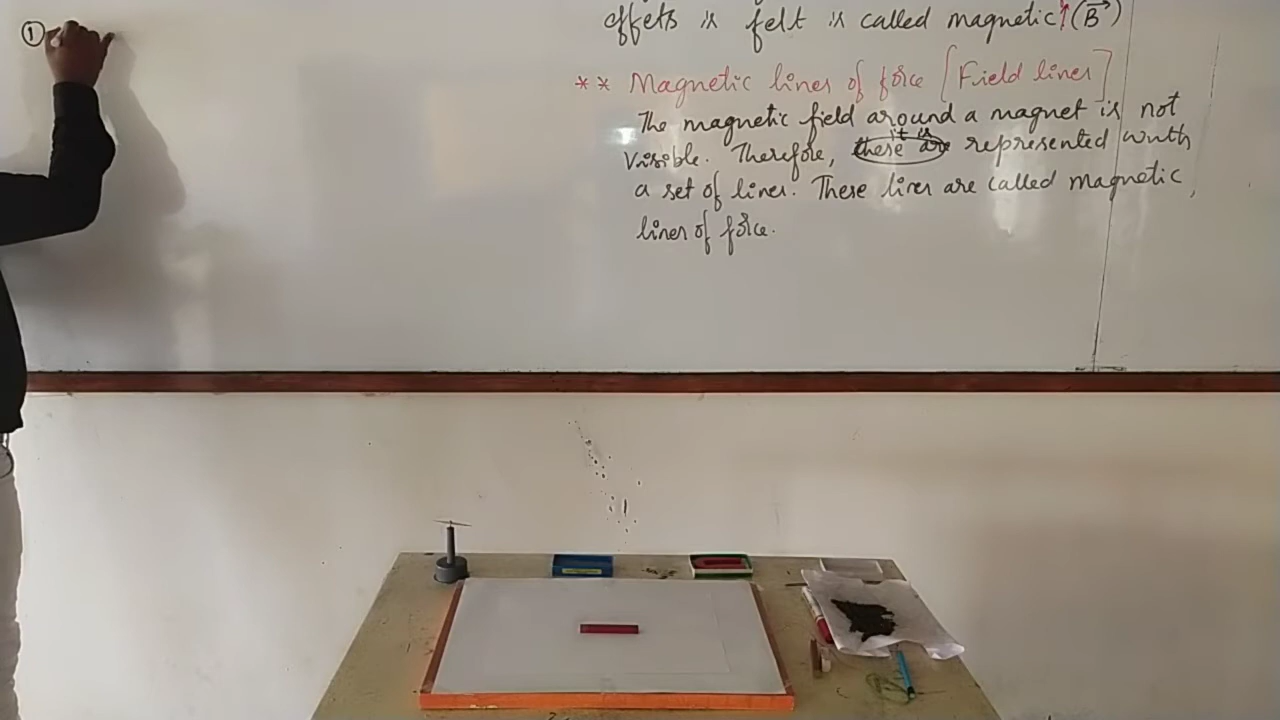 ①
effets is felt is called magnetic↑(B→)
** Magnetic lines of force [Field lines]
The magnetic field around a magnet is not
visible. Therefore, it is represented with
a set of lines. These lines are called magnetic
lines of force.